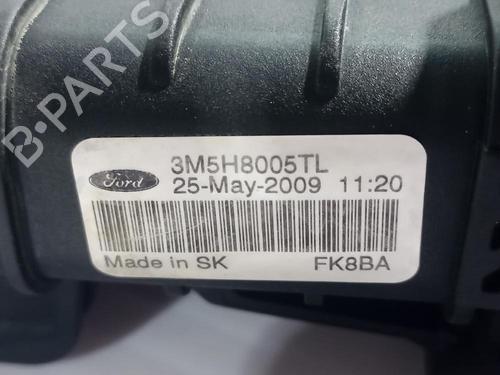 B-PARTS
Ford
3M5H8005TL
25-May-2009 11:20
Made in SK FK8BA